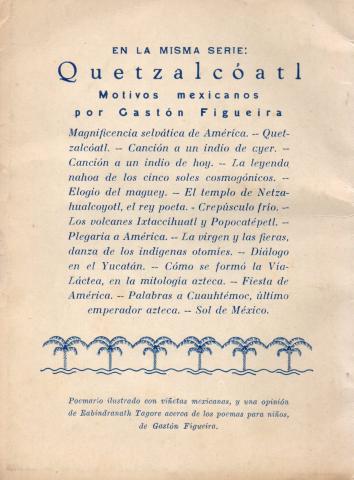 EN LA MISMA SERIE:
Quetzalcóatl
Motivos mexicanos
por Gastón Figueira
Magnificencia selvática de América. -- Quet-
zalcóatl. -- Canción a un indio de ayer. --
Canción a un indio de hoy. -- La leyenda
nahoa de los cinco soles cosmogónicos. --
Elogio del maguey. -- El templo de Netza-
hualcoyotl, el rey poeta. - Crepúsculo frío. --
Los volcanes Ixtaccihuatl y Popocatépetl. --
Plegaria a América. -- La virgen y las fieras,
danza de los indígenas otomíes. -- Diálogo
en el Yucatán. -- Cómo se formó la Vía-
Láctea, en la mitología azteca. -- Fiesta de
América. -- Palabras a Cuauhtémoc, último
emperador azteca. -- Sol de México.
Poemario ilustrado con viñetas mexicanas, y una opinión
de Rabindranath Tagore acerca de los poemas para niños,
de Gastón Figueira.